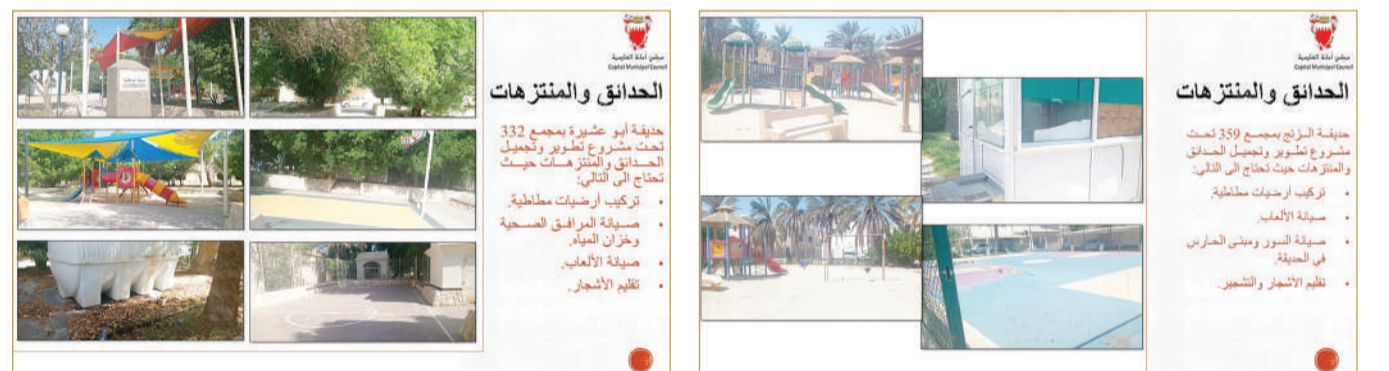 مجلس أمانة العاصمة
Capital Municipal Council
الحدائق والمنتزهات
حديقة الزنج بمجمع 359 تحت
مشروع تطوير وتجميل الحدائق
والمنتزهات حيث تحتاج الى التالي:
• تركيب أرضيات مطاطية.
• صيانة الألعاب.
• صيانة السور ومبنى الحارس
في الحديقة.
• تقليم الأشجار والتشجير.
مجلس أمانة العاصمة
Capital Municipal Council
الحدائق والمنتزهات
حديقة أبو عشيرة بمجمع 332
تحت مشروع تطوير وتجميل
الحدائق والمنتزهات حيث
تحتاج الى التالي:
• تركيب أرضيات مطاطية.
• صيانة المرافق الصحية
وخزان المياه.
• صيانة الألعاب.
• تقليم الأشجار.